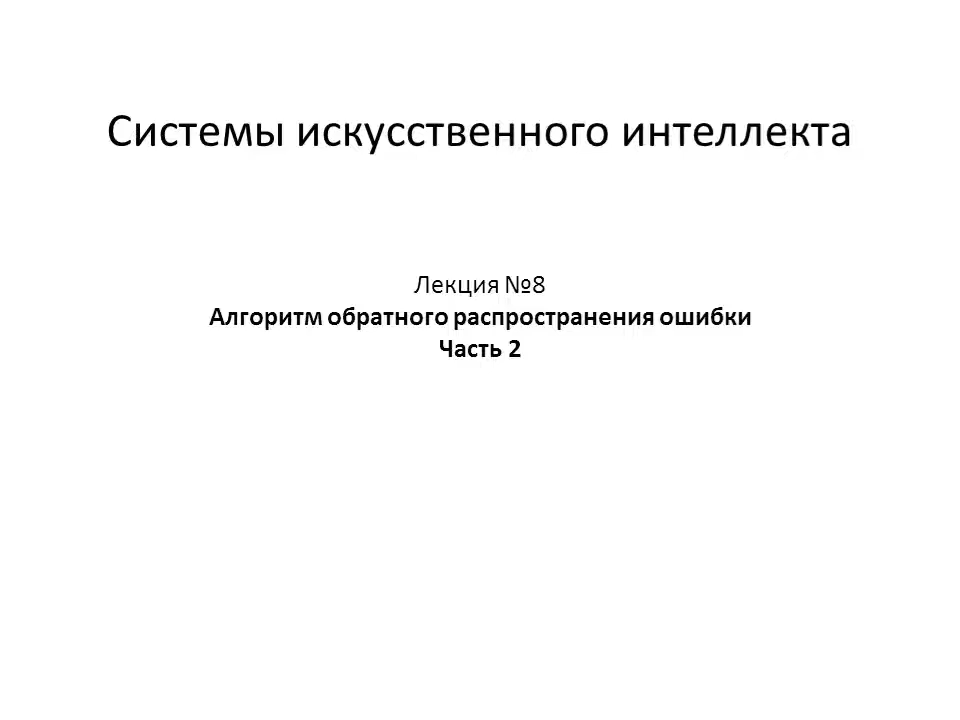 Системы искусственного интеллекта
Лекция №8
Алгоритм обратного распространения ошибки
Часть 2